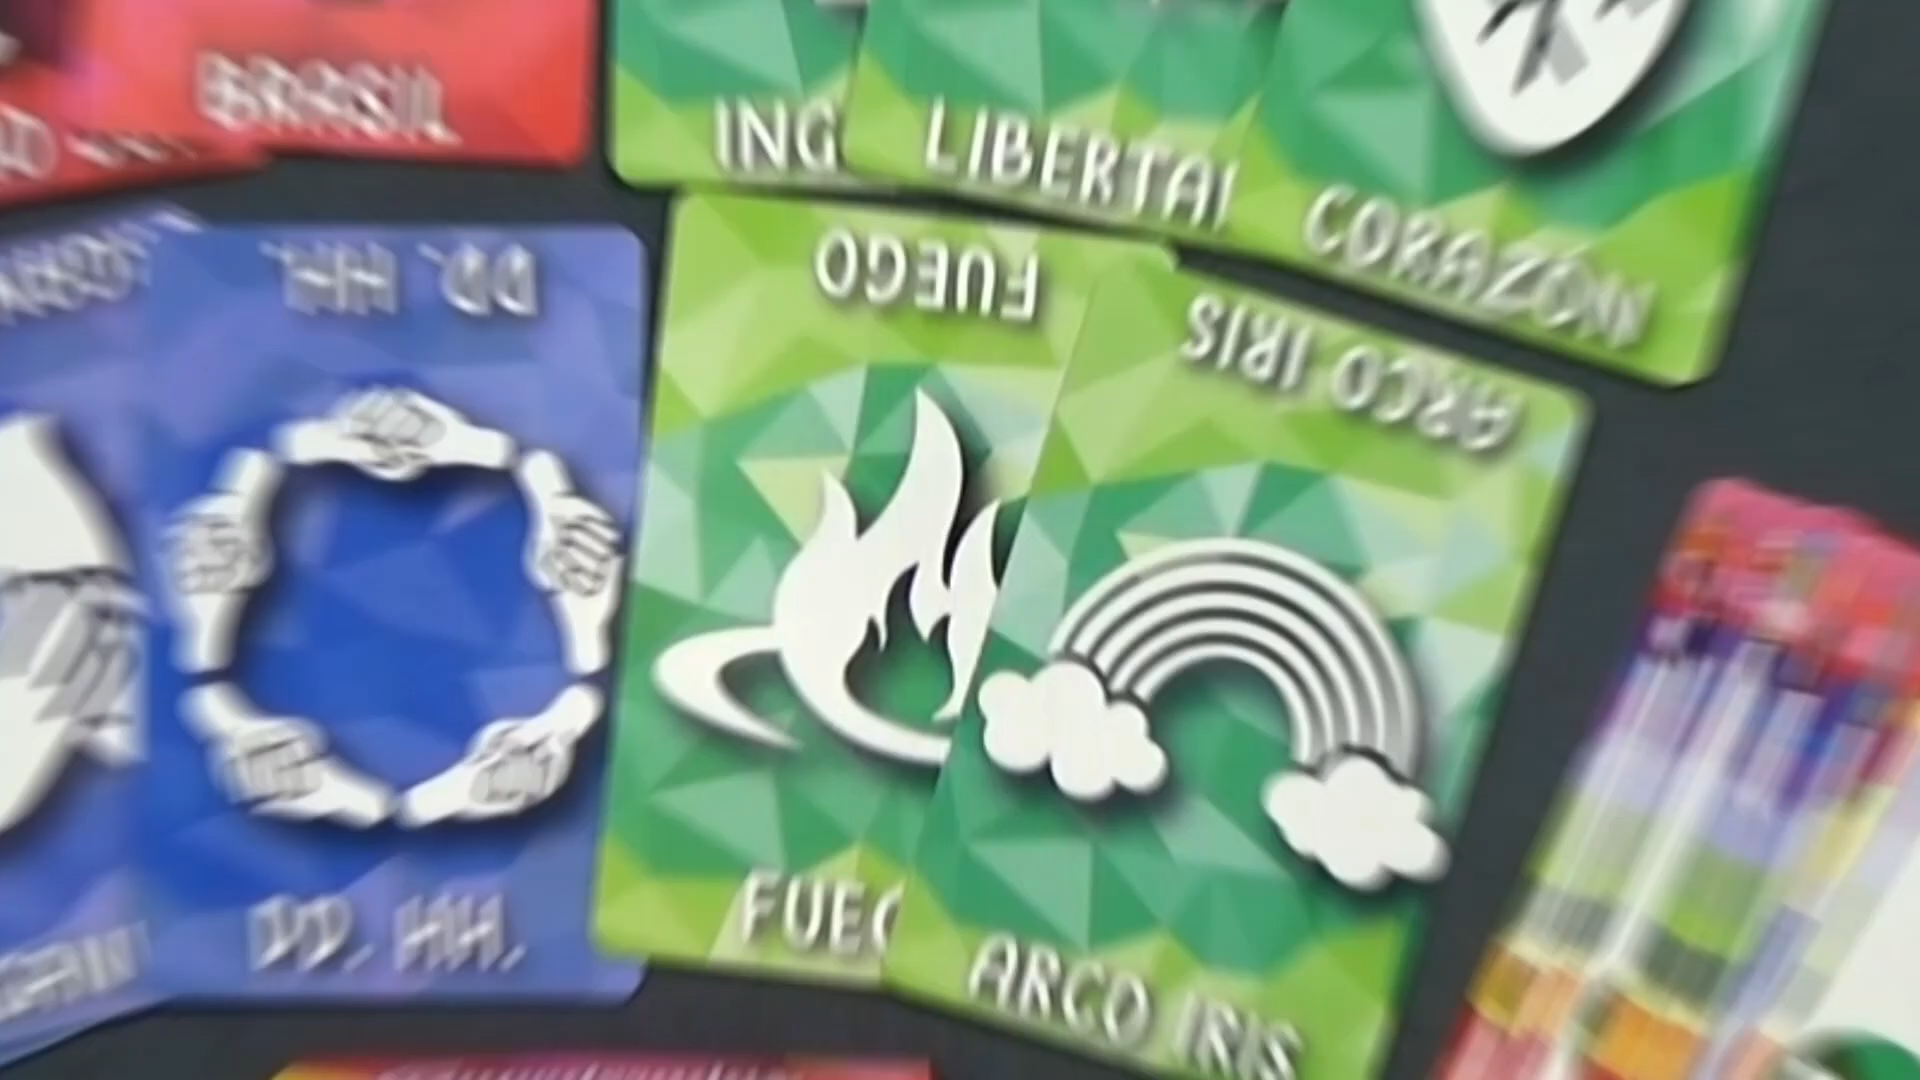 BRASIL
ING
LIBERTA
CORAZÓN
DD. HH.
FUEGO
ARCO IRIS
DD. HH.
FUEG
ARCO IRIS